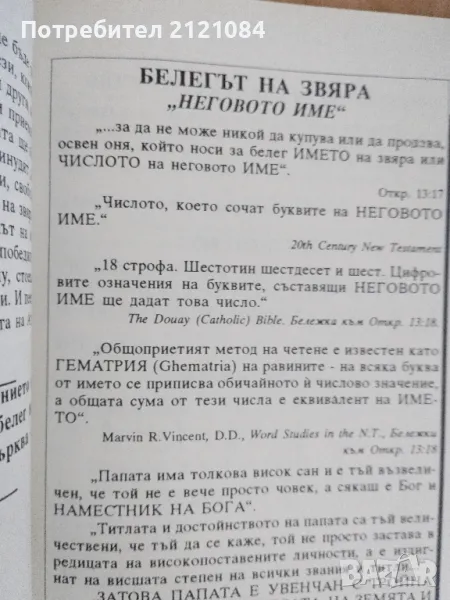 Потребител 2121084
БЕЛЕГЪТ НА ЗВЯРА
„НЕГОВОТО ИМЕ“
„...за да не може никой да купува или да продава,
освен оня, който носи за белег ИМЕТО на звяра или
ЧИСЛОТО на неговото ИМЕ“.
Откр. 13:17
„Числото, което сочат буквите на НЕГОВОТО
ИМЕ.“
20th Century New Testament
„18 строфа. Шестотин шестдесет и шест. Цифро-
вите означения на буквите, съставящи НЕГОВОТО
ИМЕ ще дадат това число.“
The Douay (Catholic) Bible. Бележка към Откр. 13:18.
„Общоприетият метод на четене е известен като
ГЕМАТРИЯ (Ghematria) на равините - на всяка буква
от името се приписва обичайното ѝ числово значение,
а общата сума от тези числа е еквивалент на ИМЕ-
ТО“.
Marvin R.Vincent, D.D., Word Studies in the N.T., Бележка
към Откр. 13:18
„Папата има толкова висок сан и е тъй възвели-
чен, че той не е вече просто човек, а сякаш е Бог и
НАМЕСТНИК НА БОГА“.
„Титлата и достойнството на папата са тъй вели-
чествени, че тъй да се каже, той не просто застава в
редицата на високопоставените личности, а е издиг-
нат на висшата степен на всички звания
ЗАТОВА ПАПАТА Е УВЕНЧАН С ТРОЙНА
НА ЗЕМЯТА И